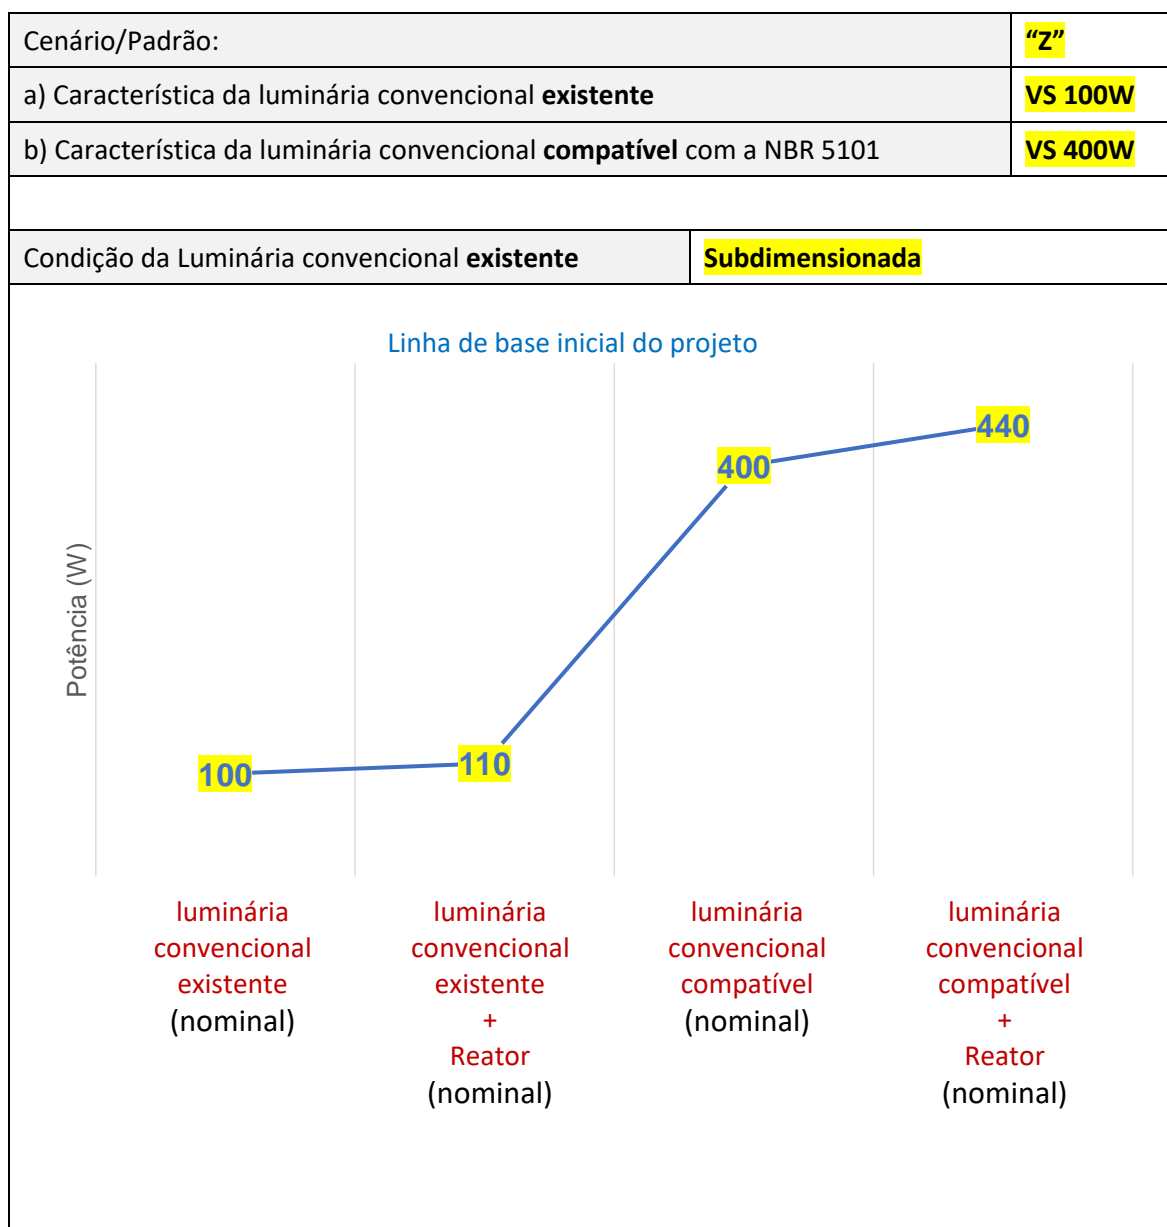 Cenário/Padrão: “Z”
a) Característica da luminária convencional existente VS 100W
b) Característica da luminária convencional compatível com a NBR 5101 VS 400W
Condição da Luminária convencional existente Subdimensionada
Linha de base inicial do projeto
Potência (W)
440
400
110
100
luminária
convencional
existente
(nominal)
luminária
convencional
existente
+
Reator
(nominal)
luminária
convencional
compatível
(nominal)
luminária
convencional
compatível
+
Reator
(nominal)